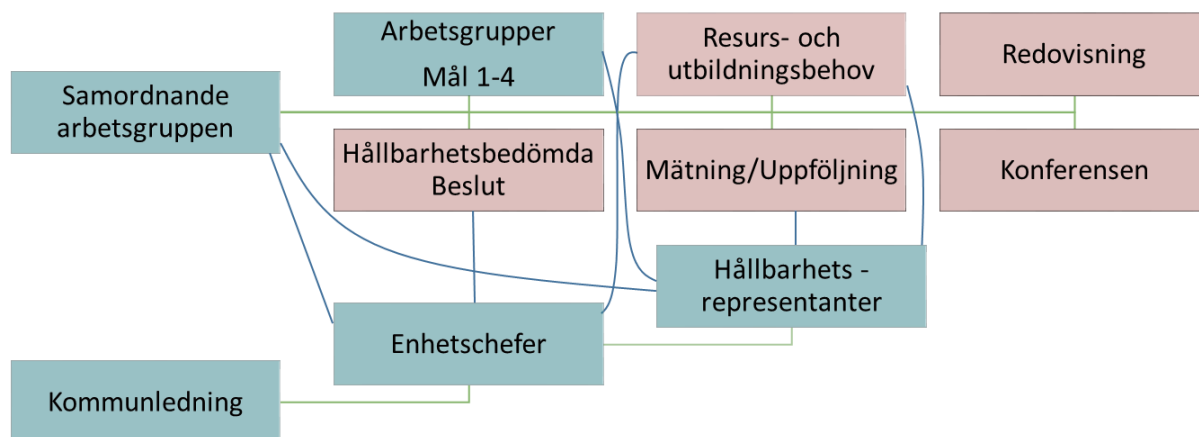 Arbetsgrupper
Mål 1-4
Resurs- och
utbildningsbehov
Redovisning
Samordnande
arbetsgruppen
Hållbarhetsbedömda
Beslut
Mätning/Uppföljning
Konferensen
Hållbarhets -
representanter
Enhetschefer
Kommunledning